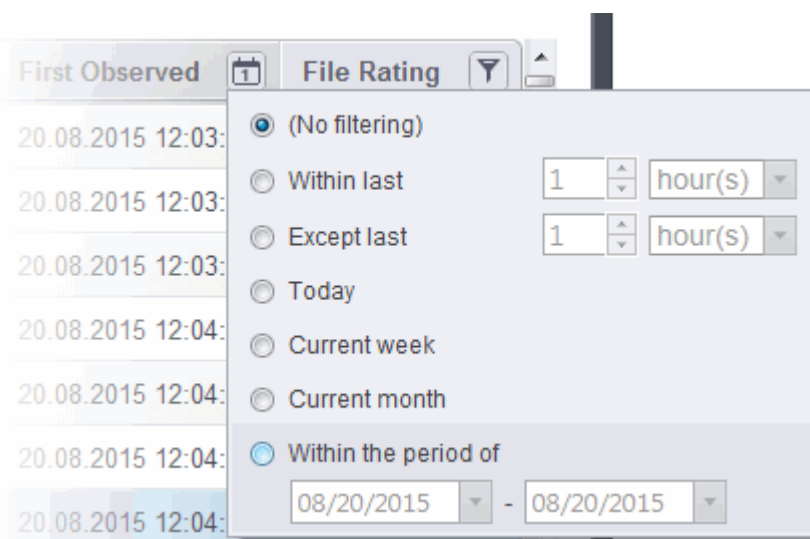 First Observed 1 File Rating
(No filtering)
20.08.2015 12:03:
Within last 1 hour(s)
20.08.2015 12:03:
Except last 1 hour(s)
20.08.2015 12:03:
Today
20.08.2015 12:04:
Current week
20.08.2015 12:04:
Current month
20.08.2015 12:04:
Within the period of
08/20/2015 - 08/20/2015
20.08.2015 12:04: